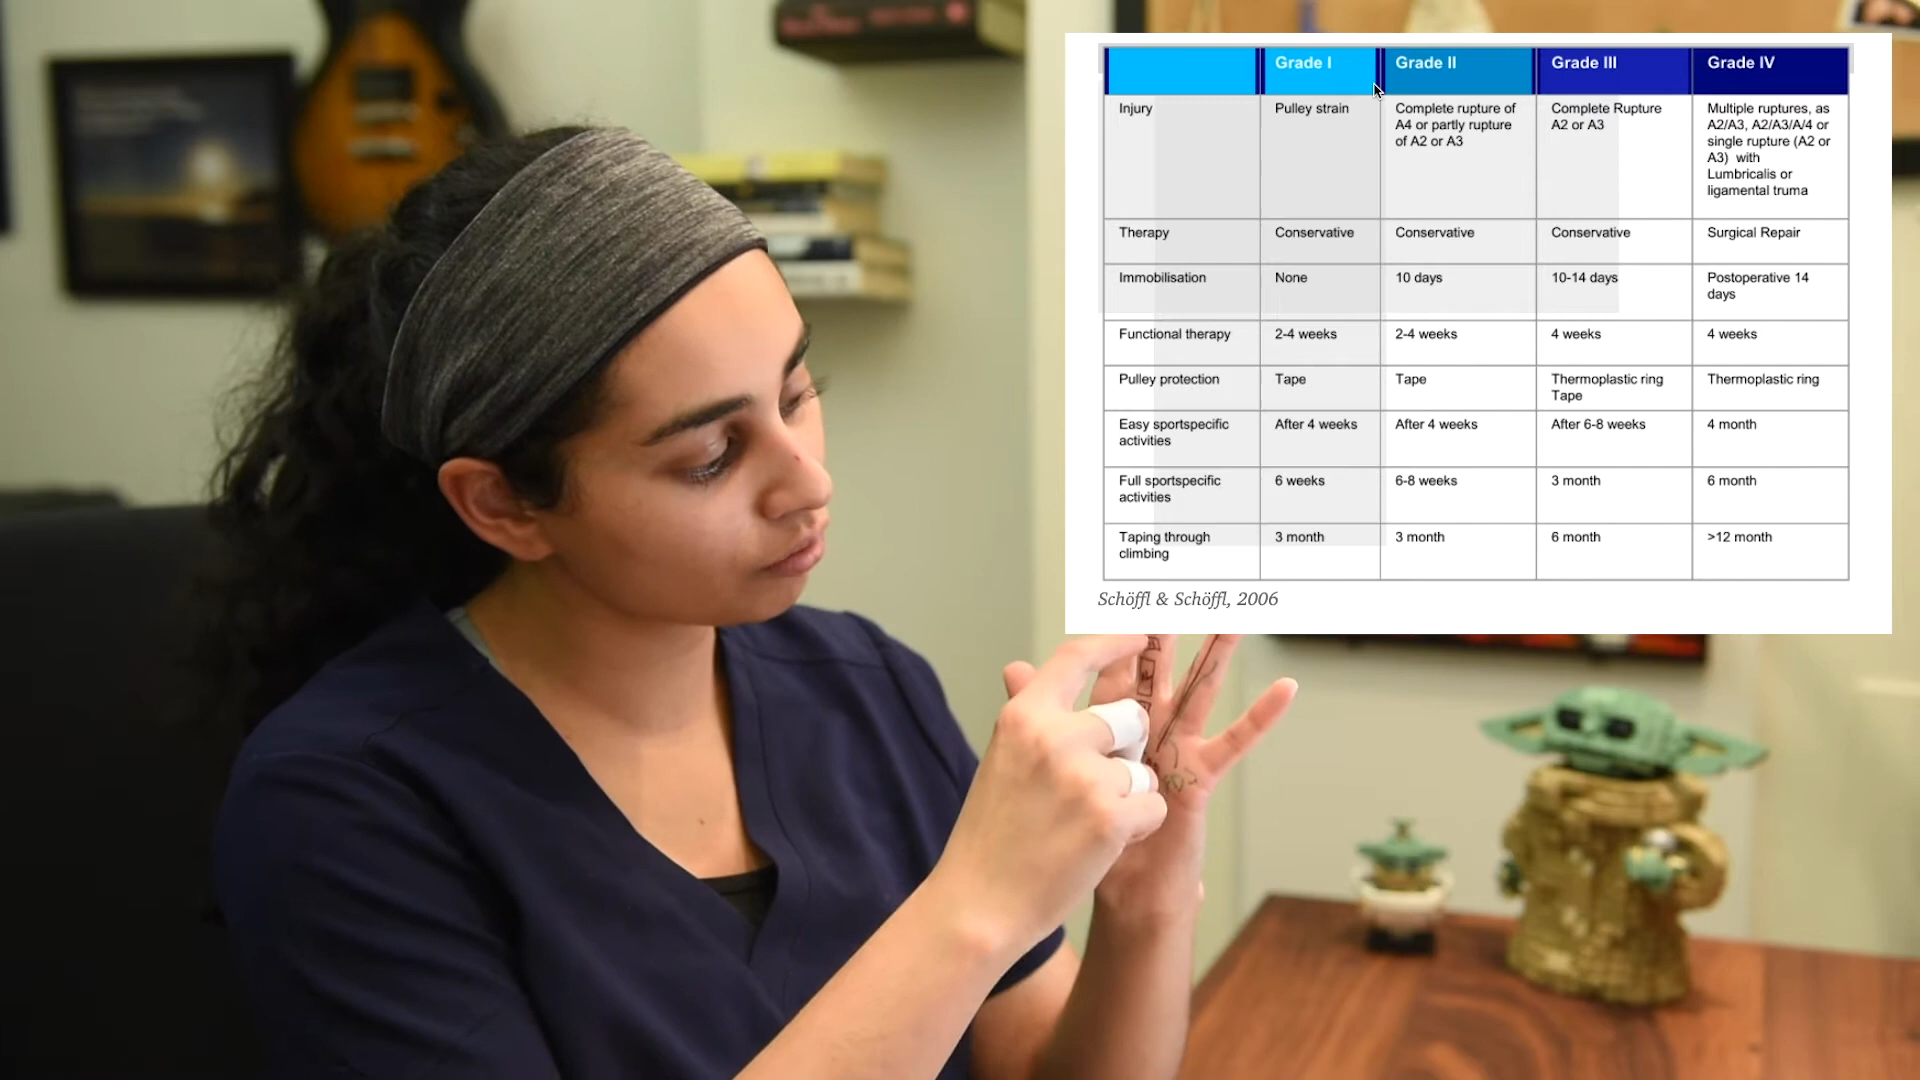 Grade I
Grade II
Grade III
Grade IV
Injury
Pulley strain
Complete rupture of
A4 or partly rupture
of A2 or A3
Complete Rupture
A2 or A3
Multiple ruptures, as
A2/A3, A2/A3/A/4 or
single rupture (A2 or
A3) with
Lumbricalis or
ligamental truma
Therapy
Conservative
Conservative
Conservative
Surgical Repair
Immobilisation
None
10 days
10-14 days
Postoperative 14
days
Functional therapy
2-4 weeks
2-4 weeks
4 weeks
4 weeks
Pulley protection
Tape
Tape
Thermoplastic ring
Tape
Thermoplastic ring
Easy sportspecific
activities
After 4 weeks
After 4 weeks
After 6-8 weeks
4 month
Full sportspecific
activities
6 weeks
6-8 weeks
3 month
6 month
Taping through
climbing
3 month
3 month
6 month
>12 month
Schöffl & Schöffl, 2006